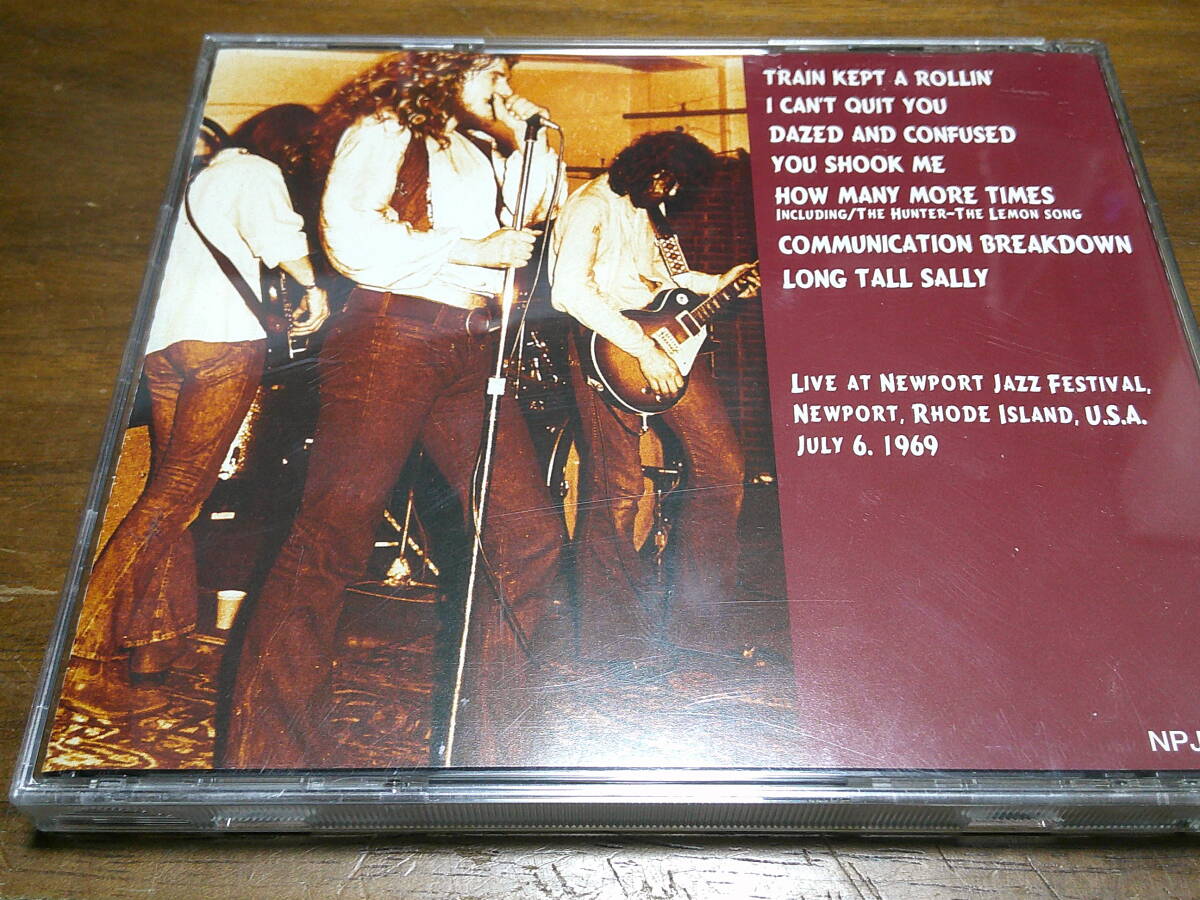 TRAIN KEPT A ROLLIN'
I CAN'T QUIT YOU
DAZED AND CONFUSED
YOU SHOOK ME
HOW MANY MORE TIMES
INCLUDING/THE HUNTER-THE LEMON SONG
COMMUNICATION BREAKDOWN
LONG TALL SALLY
LIVE AT NEWPORT JAZZ FESTIVAL,
NEWPORT, RHODE ISLAND, U.S.A.
JULY 6. 1969
NPJ